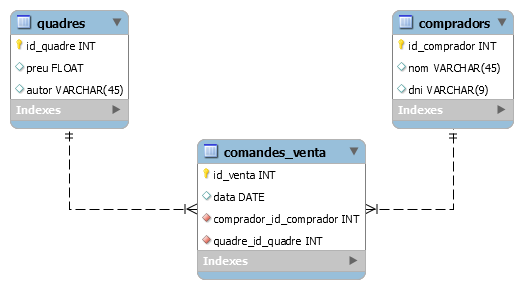 quadres
id_quadre INT
preu FLOAT
autor VARCHAR(45)
Indexes
compradors
id_comprador INT
nom VARCHAR(45)
dni VARCHAR(9)
Indexes
comandes_venta
id_venta INT
data DATE
comprador_id_comprador INT
quadre_id_quadre INT
Indexes